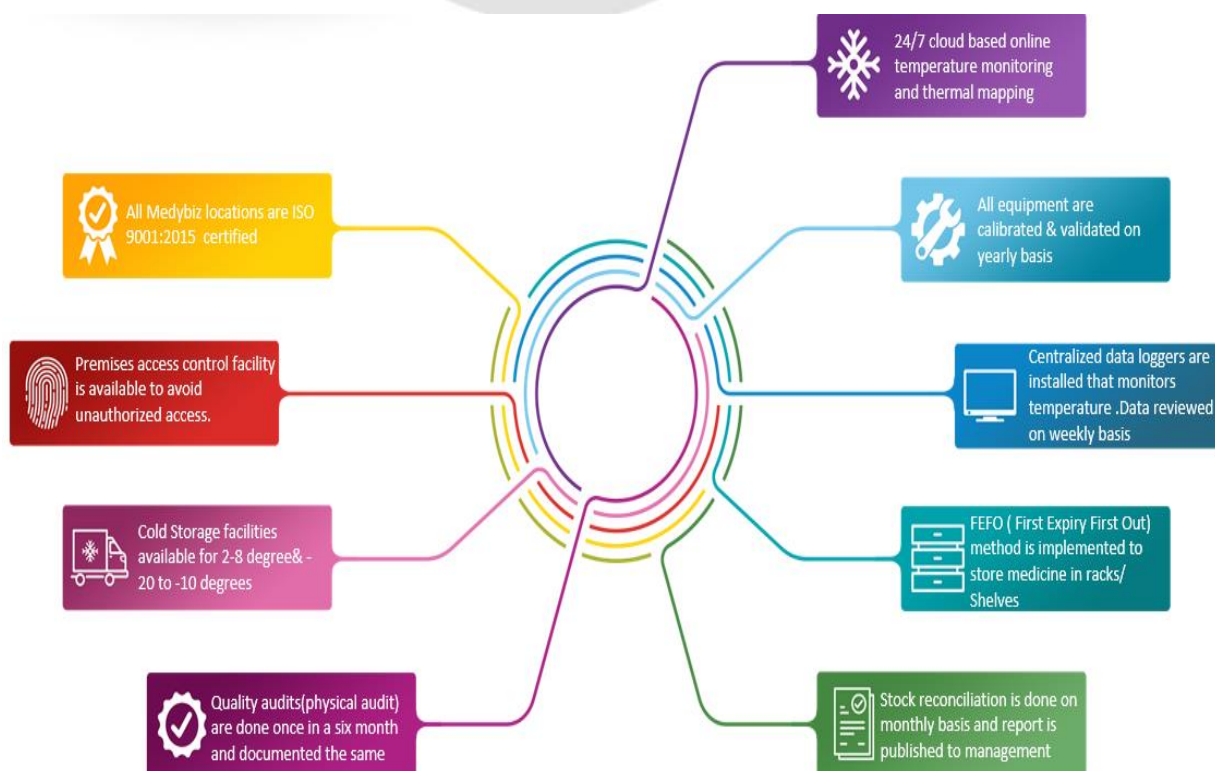 24/7 cloud based online
temperature monitoring
and thermal mapping
All Medybiz locations are ISO
9001:2015 certified
All equipment are
calibrated & validated on
yearly basis
Premises access control facility
is available to avoid
unauthorized access.
Centralized data loggers are
installed that monitors
temperature .Data reviewed
on weekly basis
Cold Storage facilities
available for 2-8 degree& -
20 to -10 degrees
FEFO ( First Expiry First Out)
method is implemented to
store medicine in racks/
Shelves
Quality audits(physical audit)
are done once in a six month
and documented the same
Stock reconciliation is done on
monthly basis and report is
published to management